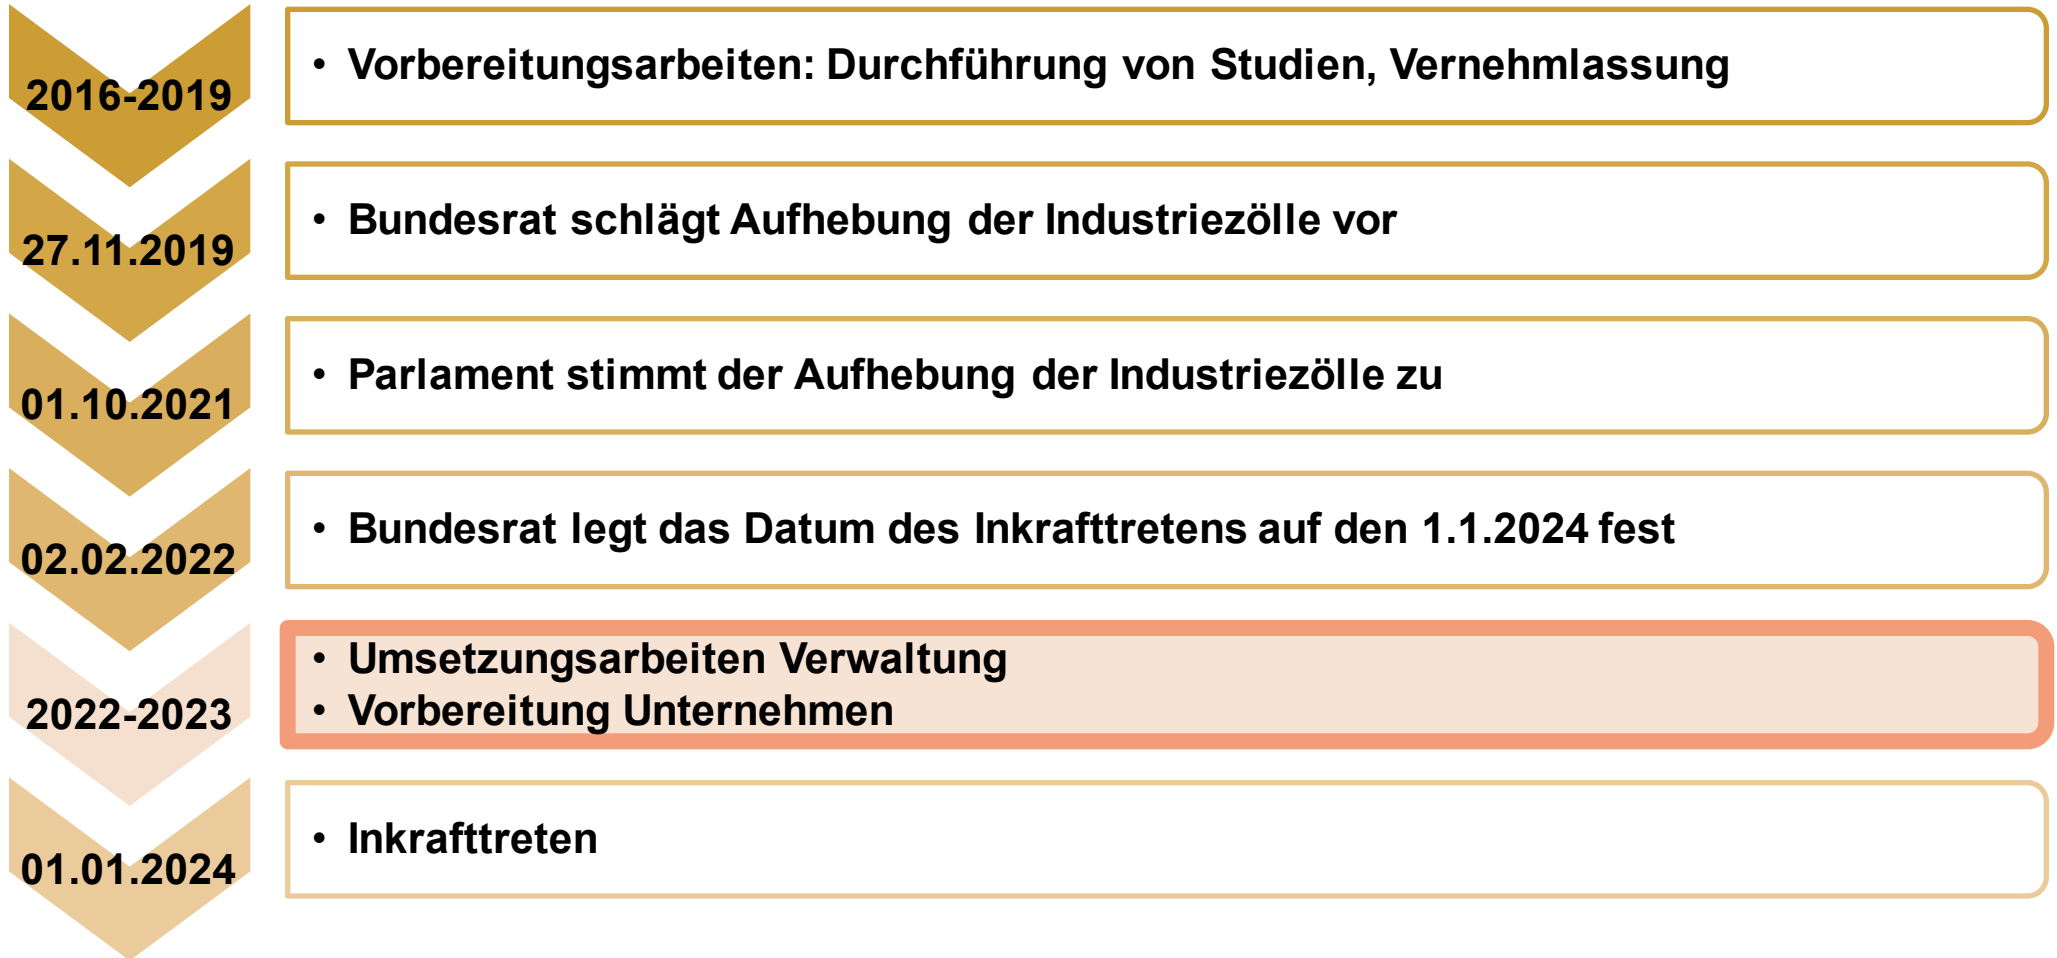 2016-2019
• Vorbereitungsarbeiten: Durchführung von Studien, Vernehmlassung
27.11.2019
• Bundesrat schlägt Aufhebung der Industriezölle vor
01.10.2021
• Parlament stimmt der Aufhebung der Industriezölle zu
02.02.2022
• Bundesrat legt das Datum des Inkrafttretens auf den 1.1.2024 fest
2022-2023
• Umsetzungsarbeiten Verwaltung
• Vorbereitung Unternehmen
01.01.2024
• Inkrafttreten